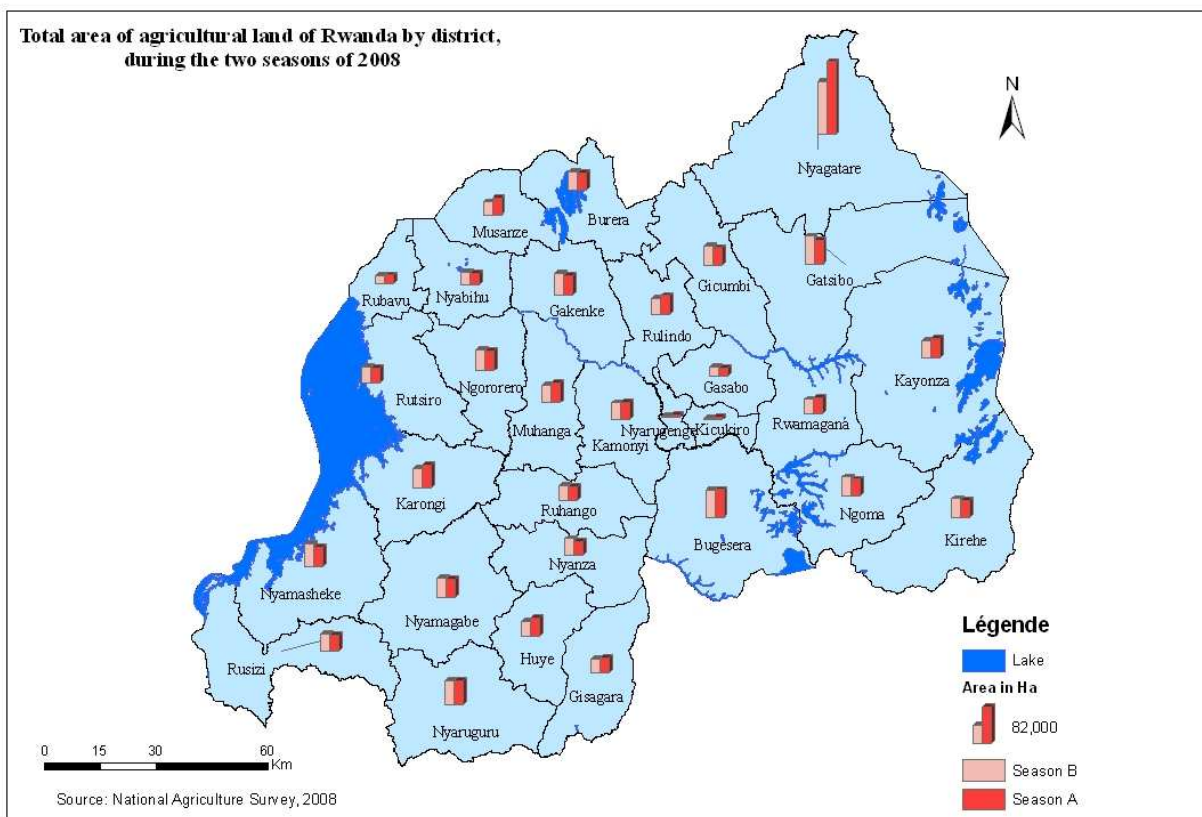 Total area of agricultural land of Rwanda by district,
during the two seasons of 2008
N
Nyagatare
Burera
Musanze
Gicumbi
Gatsibo
Rubavu
Nyabihu
Gakenke
Rulindo
Kayonza
Rutsiro
Ngororero
Gasabo
Muhanga
Kamonyi
Nyarugenge
Kicukiro
Rwamaganá
Karongi
Ruhango
Ngoma
Kirehe
Bugesera
Nyanza
Nyamasheke
Nyamagabe
Huye
Rusizi
Gisagara
Nyaruguru
Légende
Lake
Area in Ha
82,000
Season B
Season A
0 15 30 60
Km
Source: National Agriculture Survey, 2008